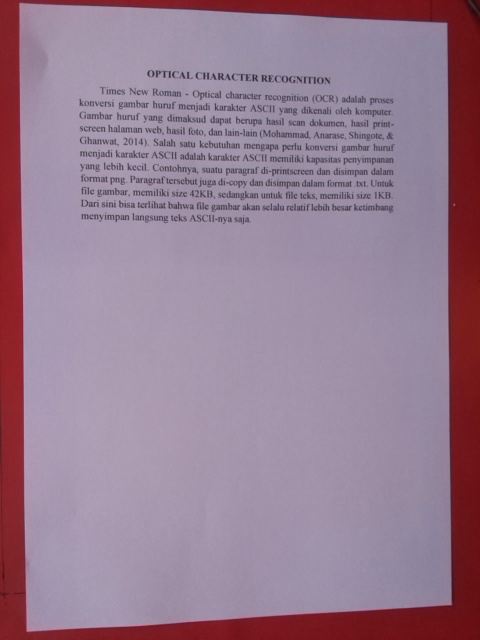 OPTICAL CHARACTER RECOGNITION
Times New Roman - Optical character recognition (OCR) adalah proses
konversi gambar huruf menjadi karakter ASCII yang dikenali oleh komputer.
Gambar huruf yang dimaksud dapat berupa hasil scan dokumen, hasil print-
screen halaman web, hasil foto, dan lain-lain (Mohammad, Anarase, Shingote, &
Ghanwat, 2014). Salah satu kebutuhan mengapa perlu konversi gambar huruf
menjadi karakter ASCII adalah karakter ASCII memiliki kapasitas penyimpanan
yang lebih kecil. Contohnya, suatu paragraf di-printscreen dan disimpan dalam
format png. Paragraf tersebut juga di-copy dan disimpan dalam format .txt. Untuk
file gambar, memiliki size 42KB, sedangkan untuk file teks, memiliki size 1KB.
Dari sini bisa terlihat bahwa file gambar akan selalu relatif lebih besar ketimbang
menyimpan langsung teks ASCII-nya saja.